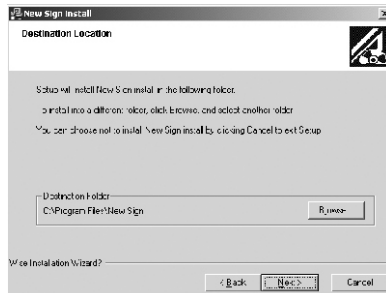 New Sign Install
Destination Location
Setup will install New Sign install in the following folder.
To install into a different folder, click Browse, and select another folder
You can choose not to install New Sign install by clicking Cancel to exit Setup
Destination Folder
C:\Program Files\New Sign
Browse
Wise Installation Wizard?
< Back
Next >
Cancel